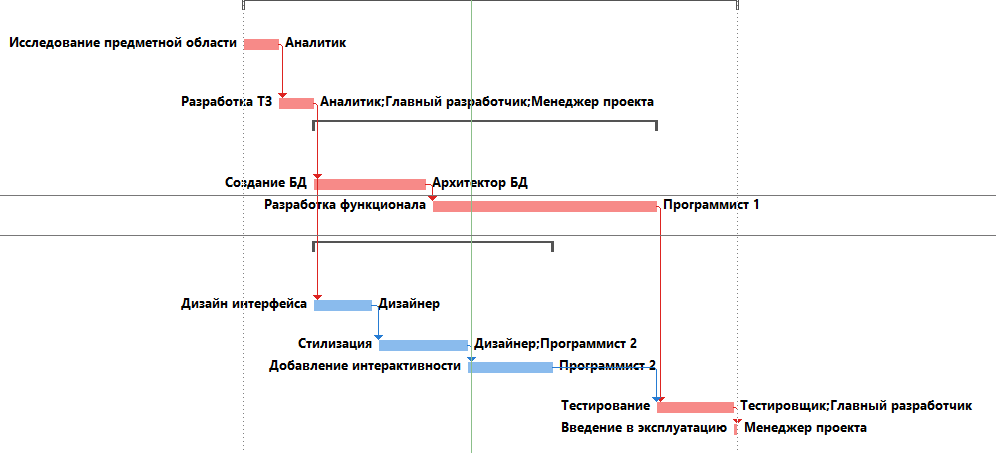 Исследование предметной области Аналитик
Разработка ТЗ Аналитик;Главный разработчик;Менеджер проекта
Создание БД Архитектор БД
Разработка функционала Программист 1
Дизайн интерфейса Дизайнер
Стилизация Дизайнер;Программист 2
Добавление интерактивности Программист 2
Тестирование Тестировщик;Главный разработчик
Введение в эксплуатацию Менеджер проекта